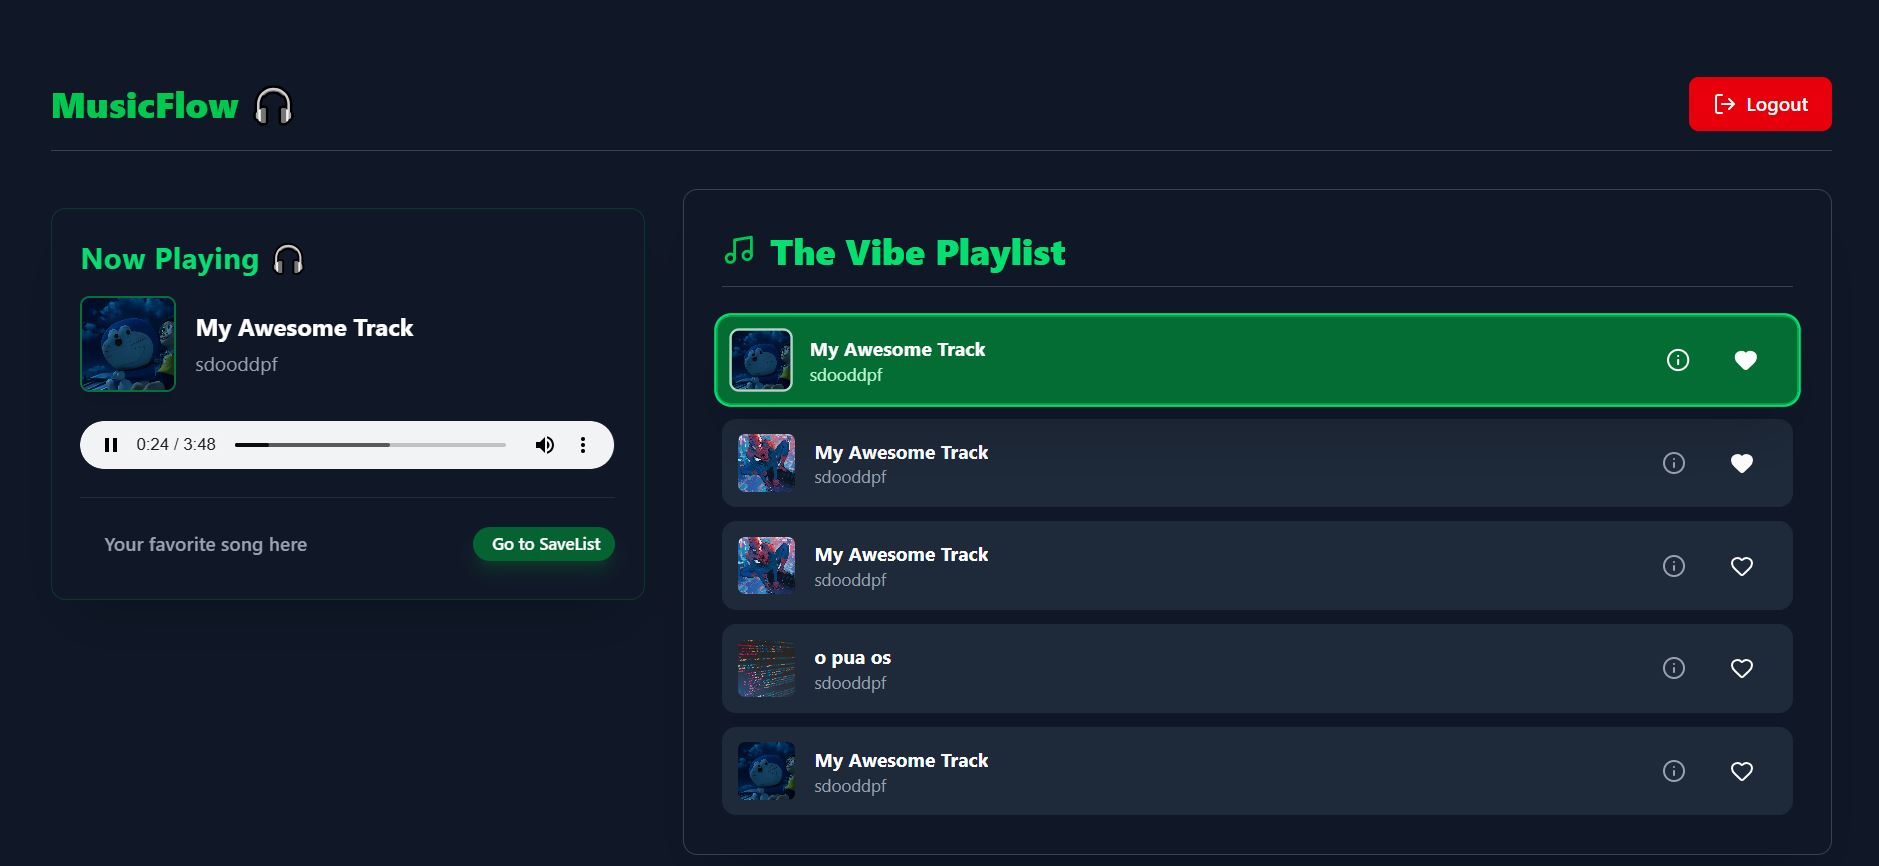 MusicFlow
Logout
Now Playing
My Awesome Track
sdooddpf
0:24 / 3:48
Your favorite song here
Go to SaveList
The Vibe Playlist
My Awesome Track
sdooddpf
My Awesome Track
sdooddpf
My Awesome Track
sdooddpf
o pua os
sdooddpf
My Awesome Track
sdooddpf